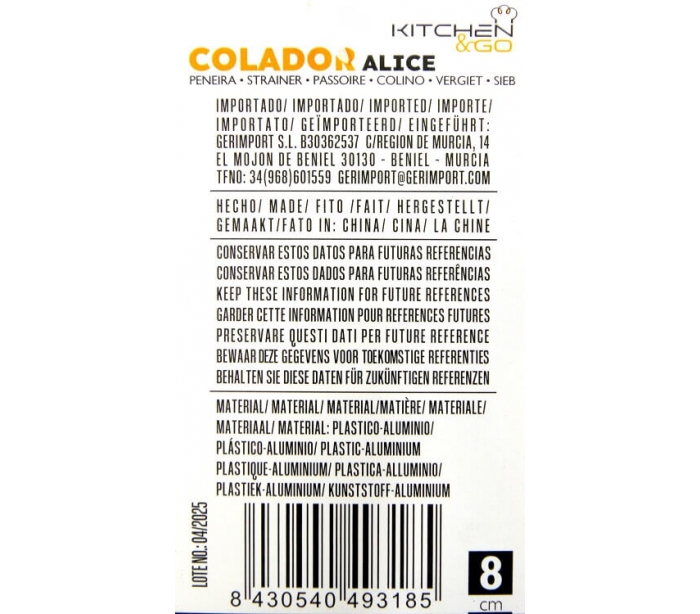 KITCHEN
&GO
COLADOR ALICE
PENEIRA • STRAINER • PASSOIRE • COLINO • VERGIET • SIEB
IMPORTADO/ IMPORTADO/ IMPORTED/ IMPORTE/
IMPORTATO/ GEÏMPORTEERD/ EINGEFÜHRT:
GERIMPORT S.L. B30362537 C/REGION DE MURCIA, 14
EL MOJON DE BENIEL 30130 - BENIEL - MURCIA
TFNO: 34(968)601559 GERIMPORT@GERIMPORT.COM
HECHO/ MADE/ FITO /FAIT/ HERGESTELLT/
GEMAAKT/FATO IN: CHINA/ CINA/ LA CHINE
CONSERVAR ESTOS DATOS PARA FUTURAS REFERENCIAS
CONSERVAR ESTOS DADOS PARA FUTURAS REFERÊNCIAS
KEEP THESE INFORMATION FOR FUTURE REFERENCES
GARDER CETTE INFORMATION POUR REFERENCES FUTURES
PRESERVARE QUESTI DATI PER FUTURE REFERENCE
BEWAAR DEZE GEGEVENS VOOR TOEKOMSTIGE REFERENTIES
BEHALTEN SIE DIESE DATEN FÜR ZUKÜNFTIGEN REFERENZEN
MATERIAL/ MATERIAL/ MATERIAL/MATIÈRE/ MATERIALE/
MATERIAAL/ MATERIAL: PLASTICO-ALUMINIO/
PLÁSTICO-ALUMINIO/ PLASTIC-ALUMINIUM
PLASTIQUE-ALUMINIUM/ PLASTICA-ALLUMINIO/
PLASTIEK-ALUMINIUM/ KUNSTSTOFF-ALUMINIUM
LOTE NO.: 04/2025
8 430540 493185
8
cm